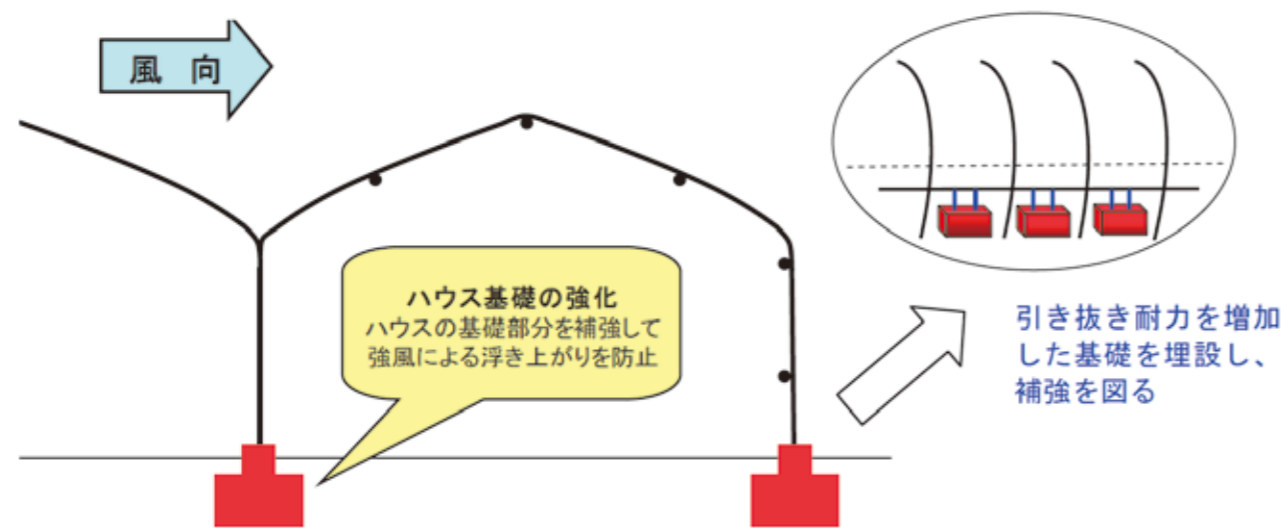 風 向
ハウス基礎の強化
ハウスの基礎部分を補強して
強風による浮き上がりを防止
引き抜き耐力を増加
した基礎を埋設し、
補強を図る